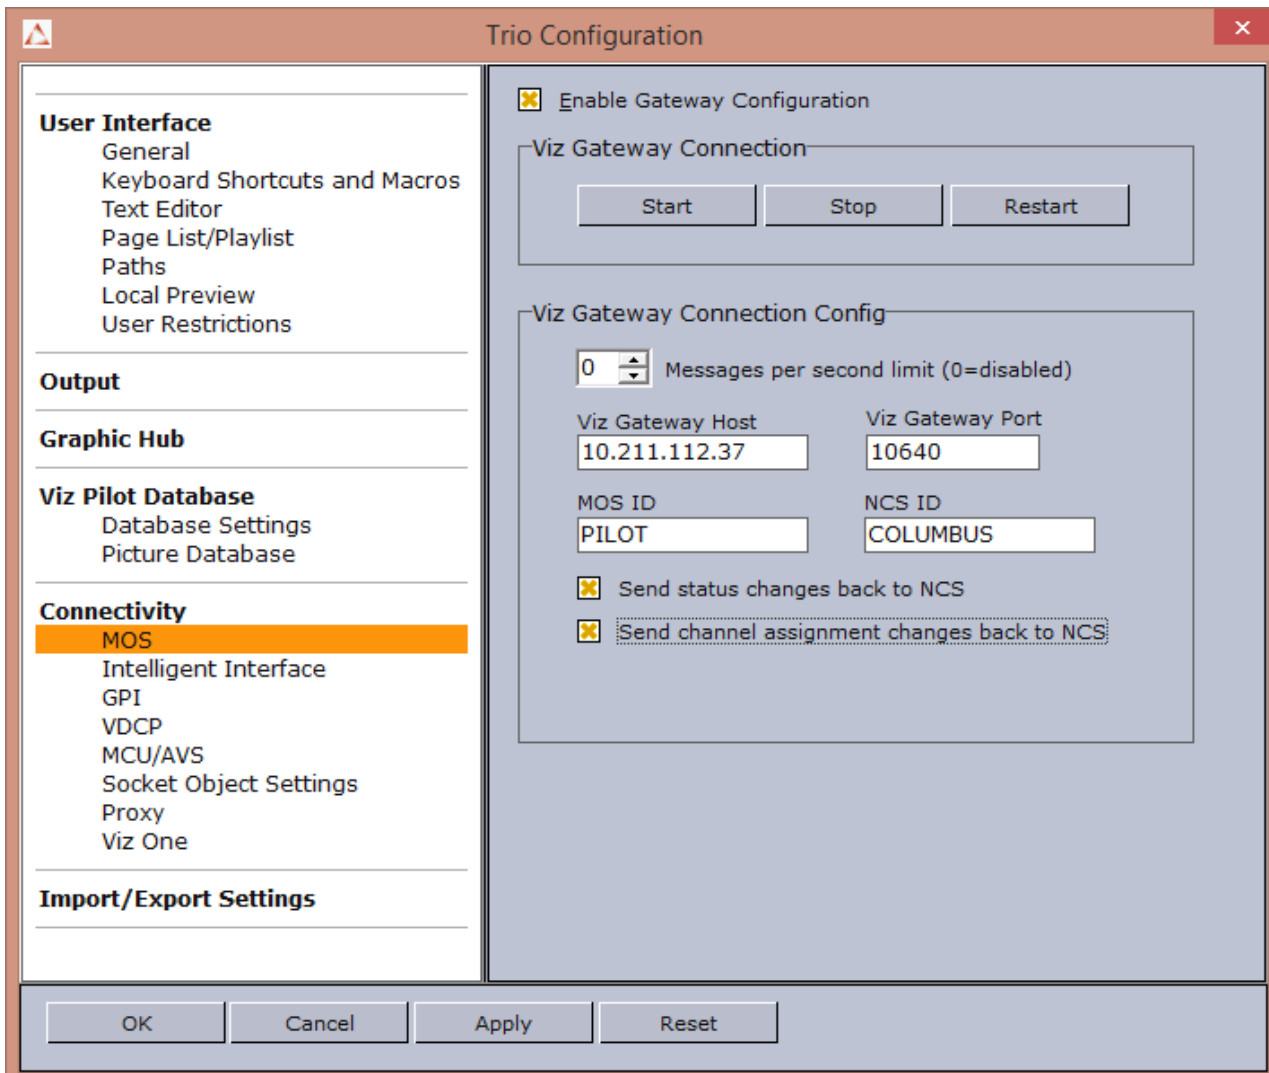 Trio Configuration
User Interface
General
Keyboard Shortcuts and Macros
Text Editor
Page List/Playlist
Paths
Local Preview
User Restrictions
Output
Graphic Hub
Viz Pilot Database
Database Settings
Picture Database
Connectivity
MOS
Intelligent Interface
GPI
VDCP
MCU/AVS
Socket Object Settings
Proxy
Viz One
Import/Export Settings
Enable Gateway Configuration
Viz Gateway Connection
Start Stop Restart
Viz Gateway Connection Config
0 Messages per second limit (0=disabled)
Viz Gateway Host Viz Gateway Port
10.211.112.37 10640
MOS ID NCS ID
PILOT COLUMBUS
Send status changes back to NCS
Send channel assignment changes back to NCS
OK Cancel Apply Reset